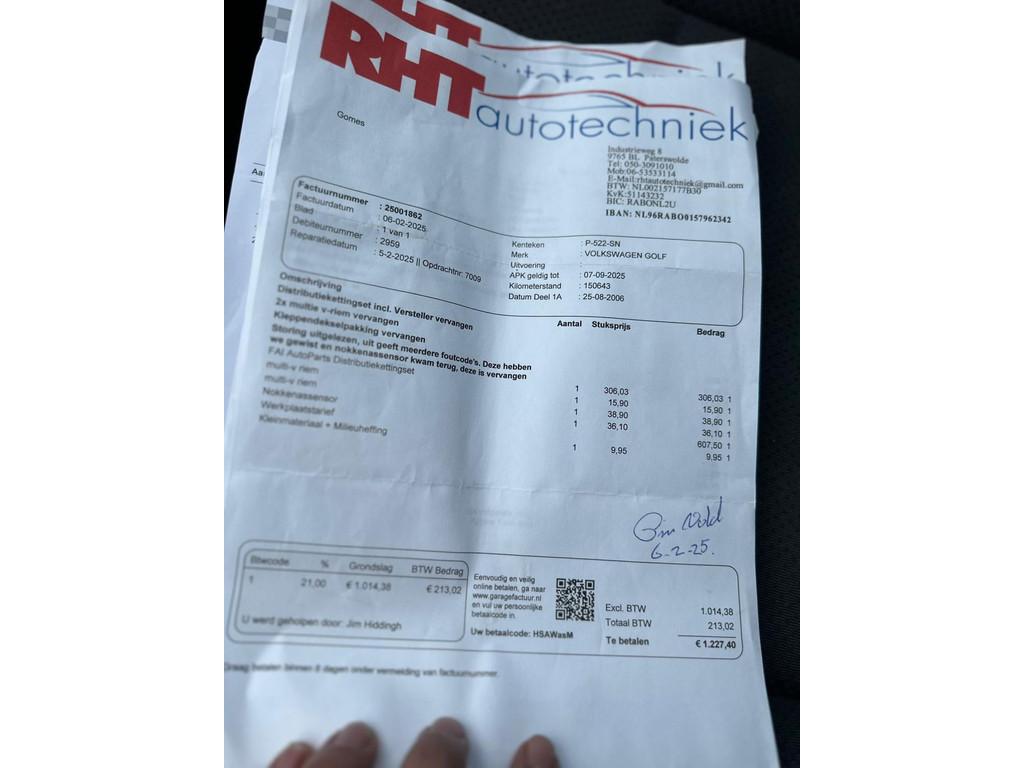 RHT autotechniek
Gomes
Industrieweg 8
9765 BL Paterswolde
Tel: 050-3091010
Mob:06-53533114
E-Mail:rhtautotechniek@gmail.com
BTW: NL002157177B30
KvK:51143232
BIC: RABONL2U
IBAN: NL96RABO0157962342
Factuurnummer : 25001862
Factuurdatum : 06-02-2025
Blad : 1 van 1
Debiteurnummer : 2959
Reparatiedatum : 5-2-2025 || Opdrachtnr: 7009
Kenteken : P-522-SN
Merk : VOLKSWAGEN GOLF
Uitvoering :
APK geldig tot : 07-09-2025
Kilometerstand : 150643
Datum Deel 1A : 25-08-2006
Omschrijving Aantal Stuksprijs Bedrag
Distributiekettingset incl. Versteller vervangen
2x multie v-riem vervangen
Kleppendekselpakking vervangen
Storing uitgelezen, uit geeft meerdere foutcode's. Deze hebben
we gewist en nokkenassensor kwam terug, deze is vervangen
FAI AutoParts Distributiekettingset 1 306,03 306,03 1
multi-v riem 1 15,90 15,90 1
multi-v riem 1 38,90 38,90 1
Nokkenassensor 1 36,10 36,10 1
Werkplaatstarief 607,50 1
Kleinmateriaal + Milieuheffing 1 9,95 9,95 1
6-2-25.
Btwcode % Grondslag BTW Bedrag
1 21,00 € 1.014,38 € 213,02
U werd geholpen door: Jim Hiddingh
Eenvoudig en veilig
online betalen, ga naar
www.garagefactuur.nl
en vul uw persoonlijke
betaalcode in.
Uw betaalcode: HSAWasM
Excl. BTW 1.014,38
Totaal BTW 213,02
Te betalen € 1.227,40
Graag betalen binnen 8 dagen onder vermelding van factuurnummer.